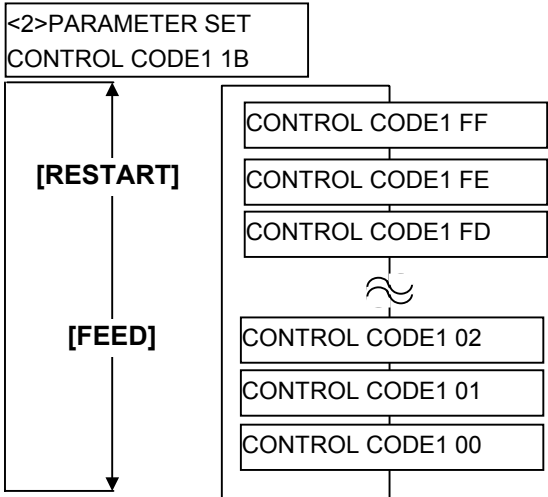 <2>PARAMETER SET
CONTROL CODE1 1B
CONTROL CODE1 FF
[RESTART]
CONTROL CODE1 FE
CONTROL CODE1 FD
[FEED]
CONTROL CODE1 02
CONTROL CODE1 01
CONTROL CODE1 00